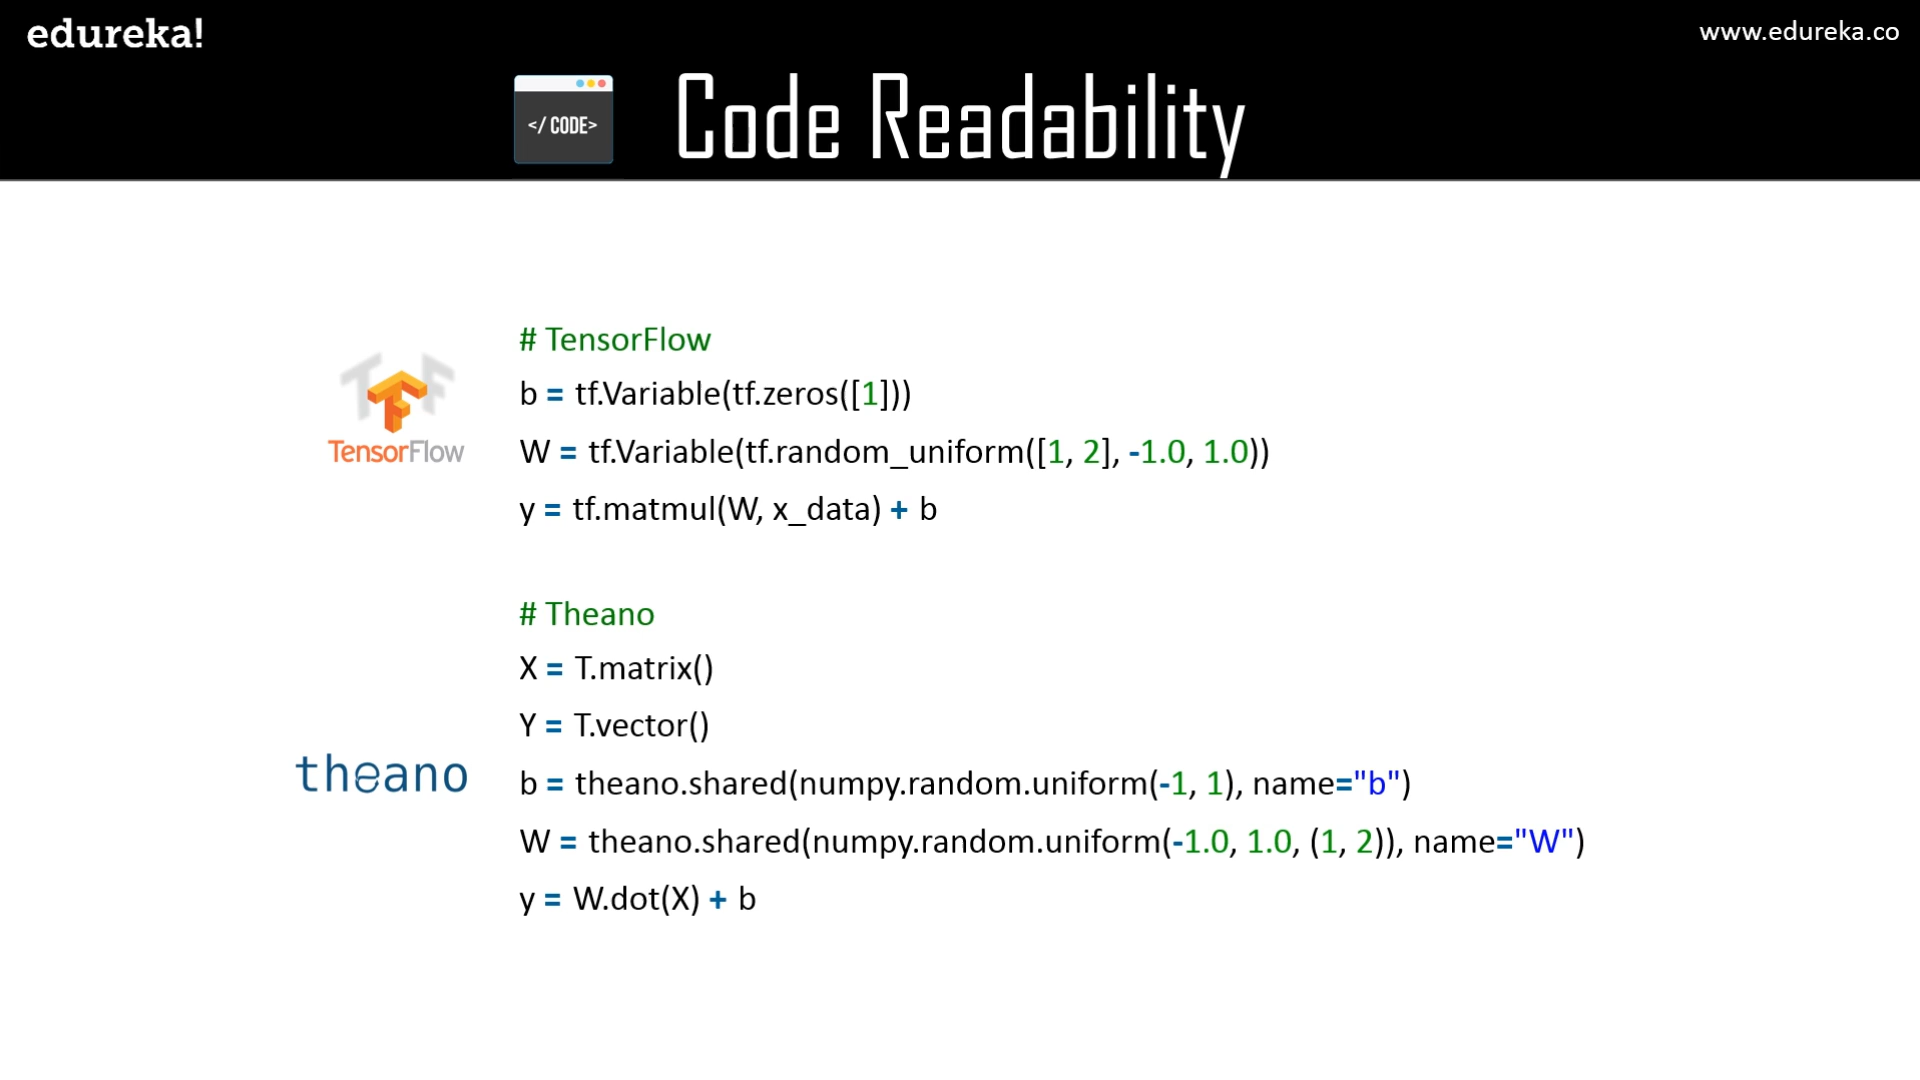 edureka!
www.edureka.co
</ CODE>
Code Readability
# TensorFlow
b = tf.Variable(tf.zeros([1]))
W = tf.Variable(tf.random_uniform([1, 2], -1.0, 1.0))
y = tf.matmul(W, x_data) + b
TensorFlow
# Theano
X = T.matrix()
Y = T.vector()
b = theano.shared(numpy.random.uniform(-1, 1), name="b")
W = theano.shared(numpy.random.uniform(-1.0, 1.0, (1, 2)), name="W")
y = W.dot(X) + b
theano